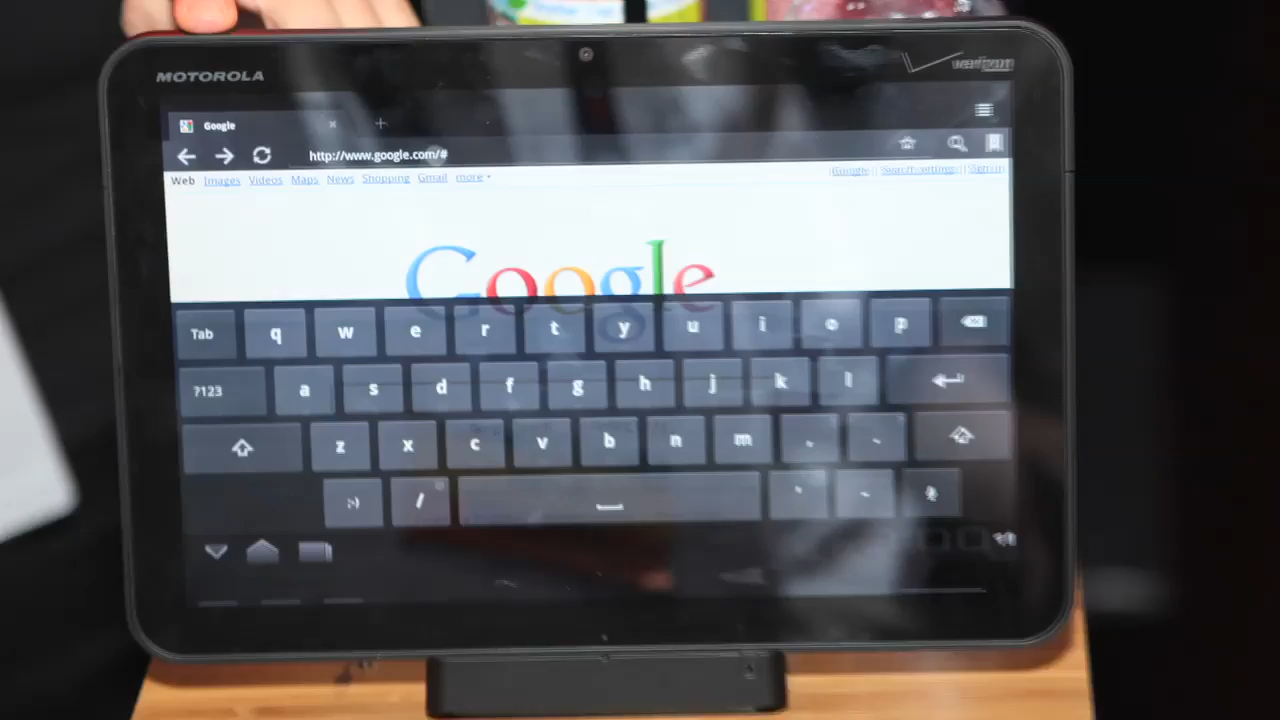 MOTOROLA
verizon
Google
http://www.google.com/#
Web Images Videos Maps News Shopping Gmail more
iGoogle | Search settings | Sign in
Google
Tab q w e r t y u i o p
?123 a s d f g h j k l
z x c v b n m , .
:-) / ' -